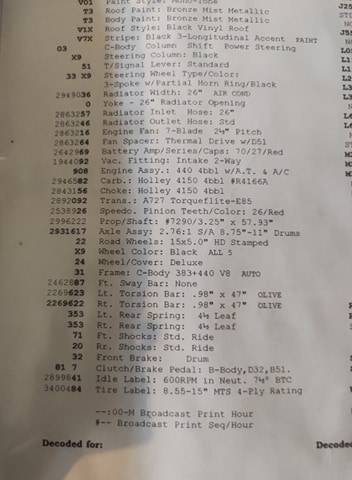 V01 Paint Style: Mono-Tone
T3 Roof Paint: Bronze Mist Metallic
T3 Body Paint: Bronze Mist Metallic
V1X Roof Style: Black Vinyl Roof
V7X Stripe: Black 3-Longitudinal Accent PAINT
03 C-Body Column Shift Power Steering
X9 Steering Column: Black
51 T/Signal Lever: Standard
33 X9 Steering Wheel Type/Color:
3-Spoke w/Partial Horn Ring/Black
2949036 Radiator Width: 26" AIR COND
0 Yoke - 26" Radiator Opening
2863257 Radiator Inlet Hose: 26"
2863246 Radiator Outlet Hose: Std
2863216 Engine Fan: 7-Blade 2½" Pitch
2863264 Fan Spacer: Thermal Drive w/D51
2642969 Battery Amp/Series/Caps: 70/27/Red
1944092 Vac. Fitting: Intake 2-Way
908 Engine Assy.: 440 4bbl w/A.T. & A/C
2946582 Carb.: Holley 4150 4bbl #R4166A
2843156 Choke: Holley 4150 4bbl
2892092 Trans.: A727 Torqueflite-E85
2538926 Speedo. Pinion Teeth/Color: 26/Red
2996222 Prop/Shaft: #7290/3.25" x 57.93"
2931617 Axle Assy: 2.76:1 S/A 8.75"-11" Drums
22 Road Wheels: 15x5.0" HD Stamped
X9 Wheel Color: Black ALL 5
24 Wheel/Cover: Deluxe
31 Frame: C-Body 383+440 V8 AUTO
2462887 Ft. Sway Bar: None
2269623 Lt. Torsion Bar: .98" x 47" OLIVE
2269622 Rt. Torsion Bar: .98" x 47" OLIVE
353 Lt. Rear Spring: 4½ Leaf
353 Rt. Rear Spring: 4½ Leaf
71 Ft. Shocks: Std. Ride
20 Rr. Shocks: Std. Ride
32 Front Brake: Drum
81 7 Clutch/Brake Pedal: B-Body,D32,B51.
2899841 Idle Label: 600RPM in Neut. 7½° BTC
3400484 Tire Label: 8.55-15" MTS 4-Ply Rating
--:00-M Broadcast Print Hour
#-- Broadcast Print Seq/Hour
Decoded for:
Decoded